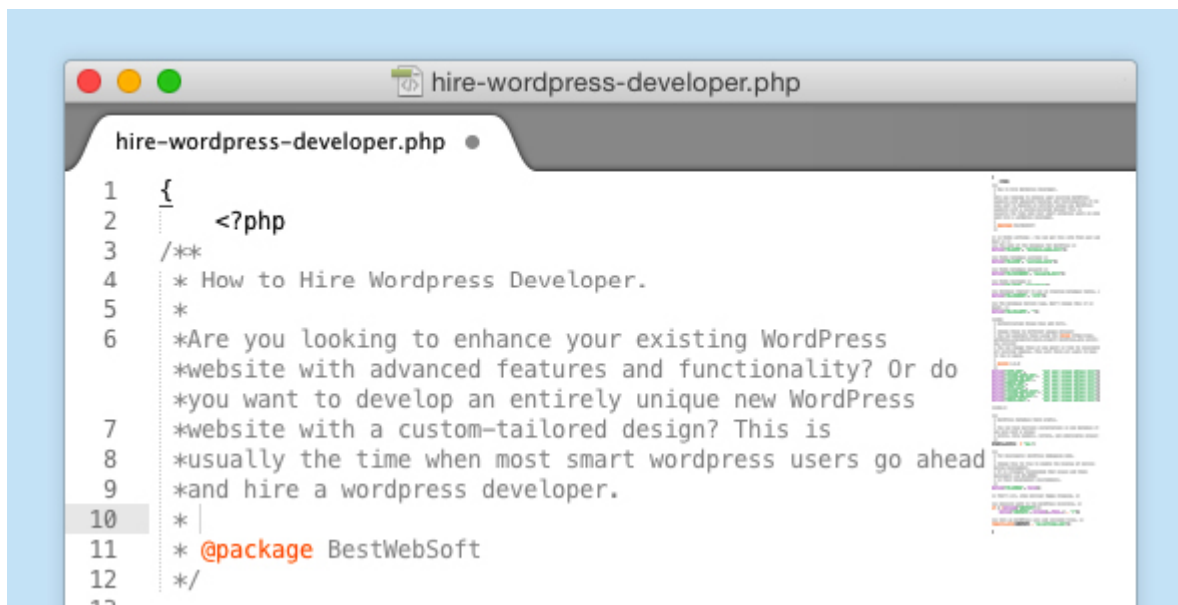 hire-wordpress-developer.php
hire-wordpress-developer.php
1 {
2 <?php
3 /**
4 * How to Hire Wordpress Developer.
5 *
6 *Are you looking to enhance your existing WordPress
*website with advanced features and functionality? Or do
*you want to develop an entirely unique new WordPress
7 *website with a custom-tailored design? This is
8 *usually the time when most smart wordpress users go ahead
9 *and hire a wordpress developer.
10 *
11 * @package BestWebSoft
12 */